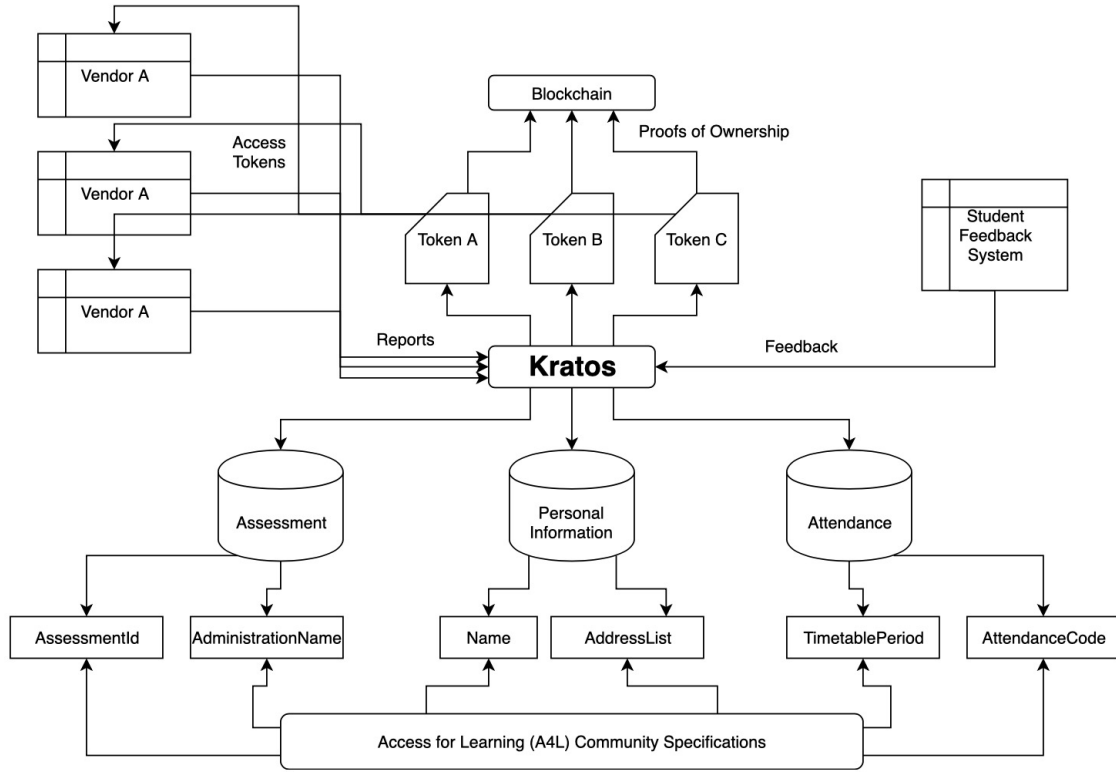 Vendor A
Blockchain
Proofs of Ownership
Access
Tokens
Vendor A
Token A
Token B
Token C
Student
Feedback
System
Vendor A
Reports
Kratos
Feedback
Assessment
Personal
Information
Attendance
AssessmentId
AdministrationName
Name
AddressList
TimetablePeriod
AttendanceCode
Access for Learning (A4L) Community Specifications